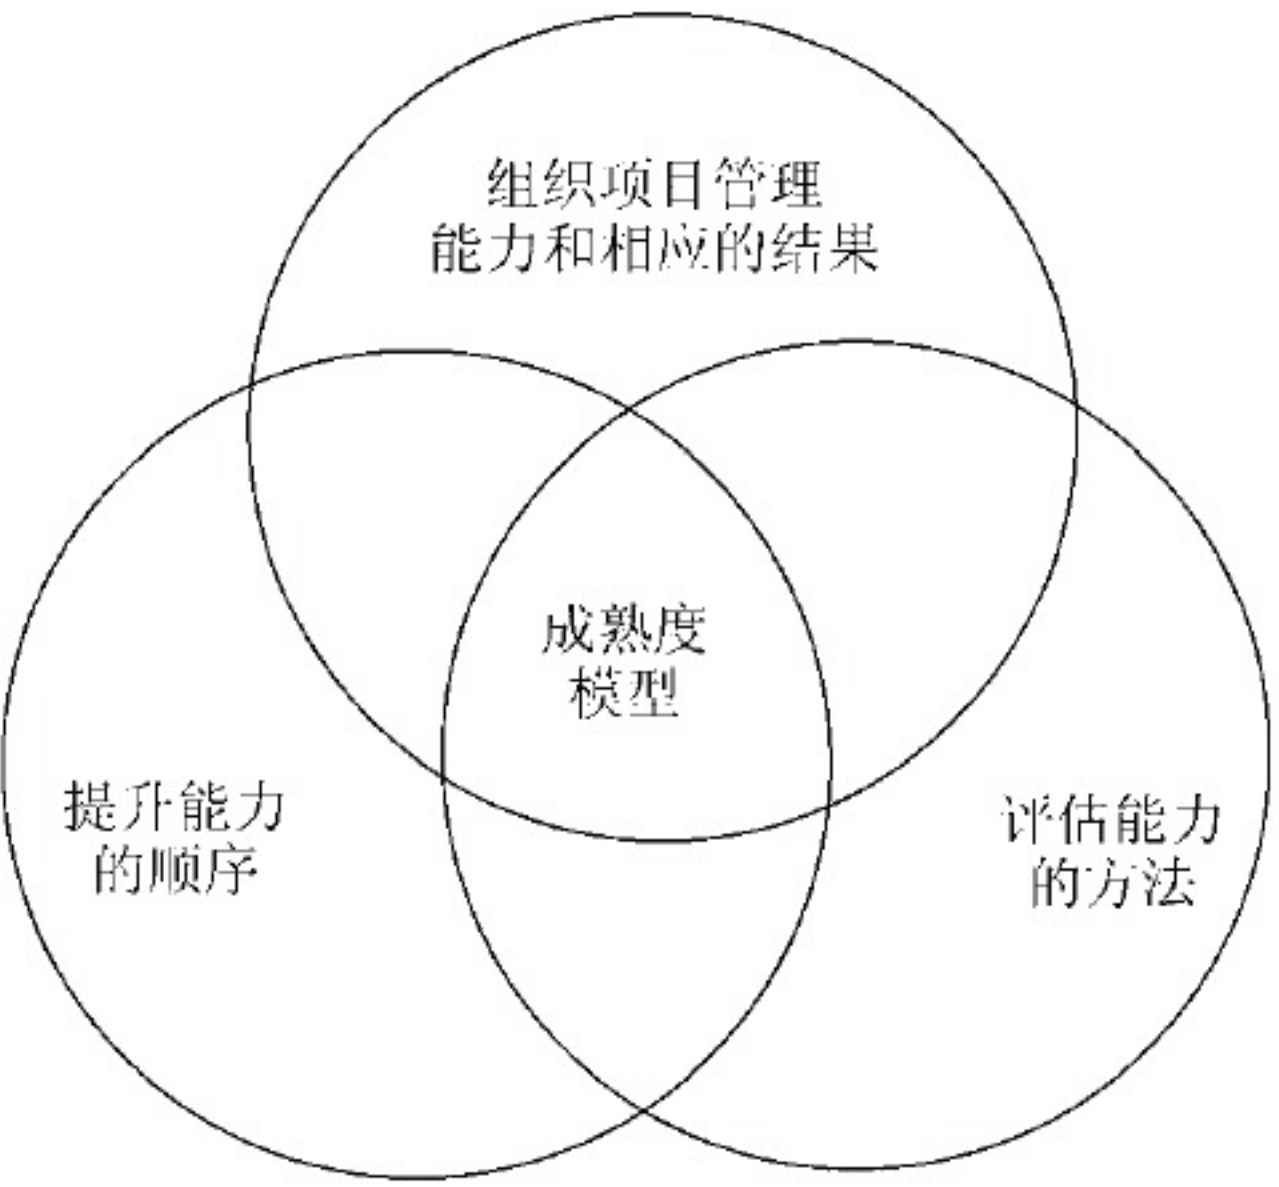 组织项目管理
能力和相应的结果
成熟度
模型
提升能力
的顺序
评估能力
的方法